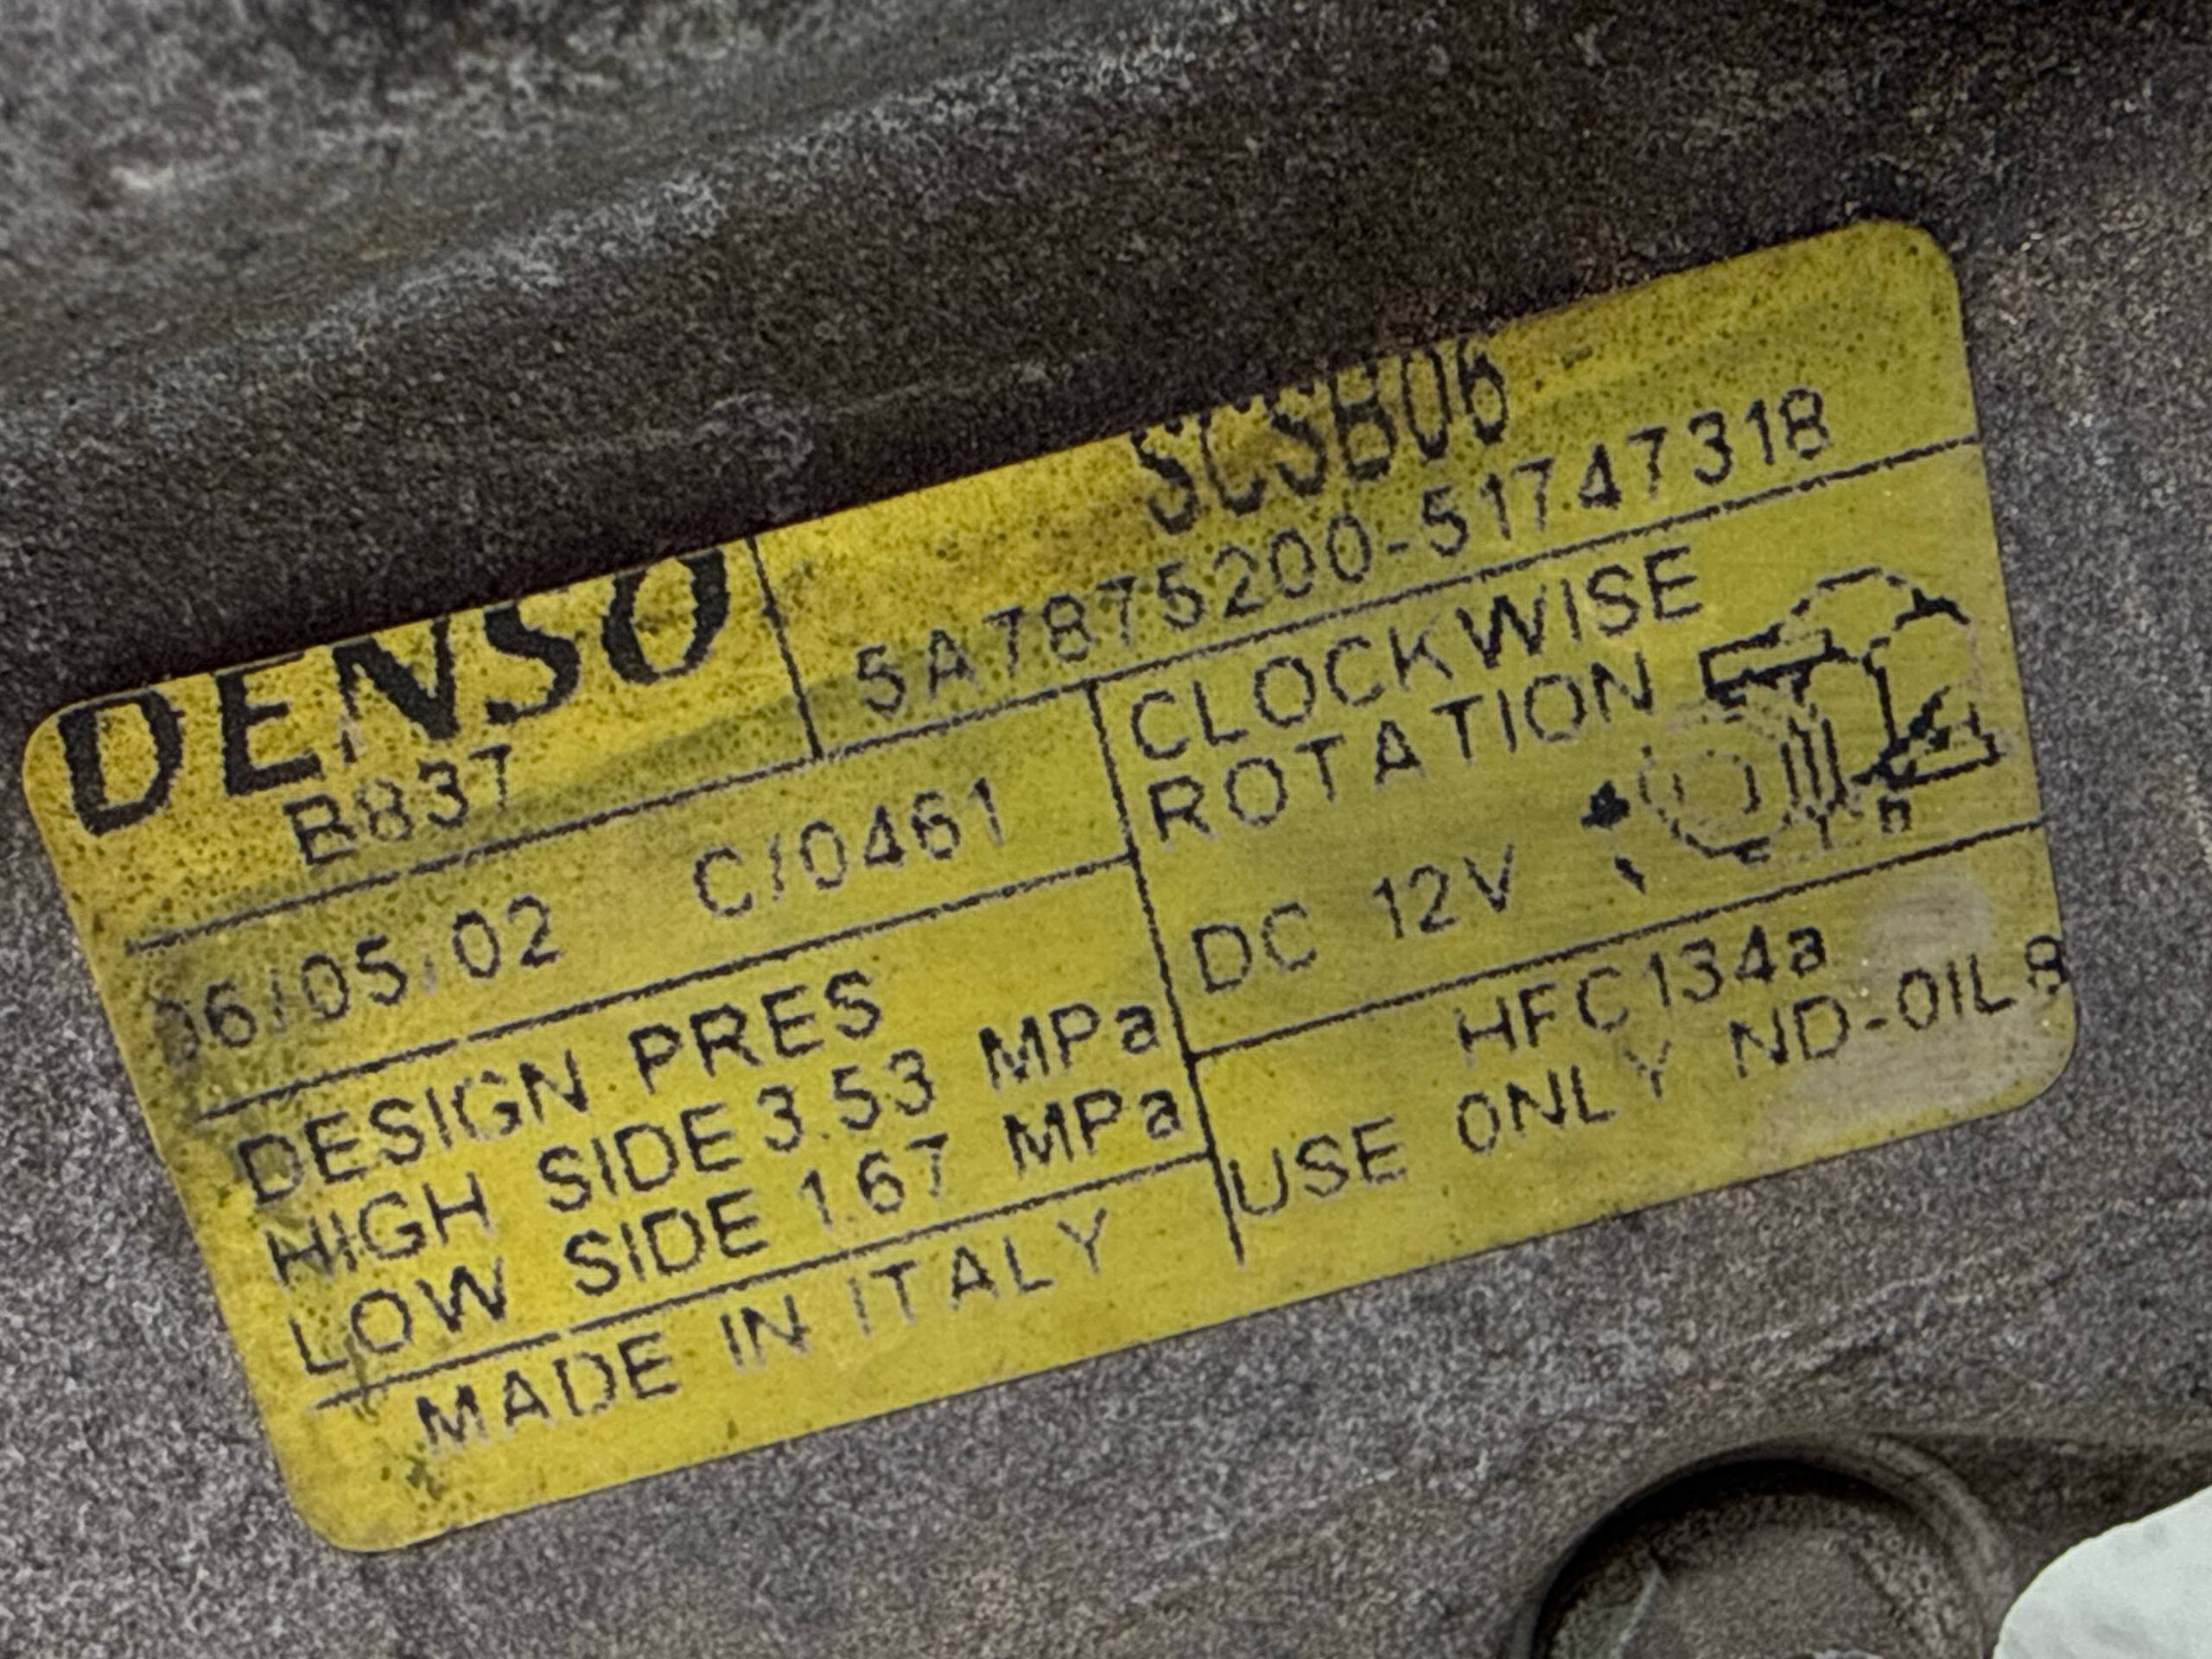 DENSO
B837
SCSB06
5A7875200-51747318
06/05/02 C/0461
CLOCKWISE
ROTATION
DC 12V
DESIGN PRES
HIGH SIDE 3.53 MPa
LOW SIDE 1.67 MPa
HFC134a
USE ONLY ND-OIL8
MADE IN ITALY